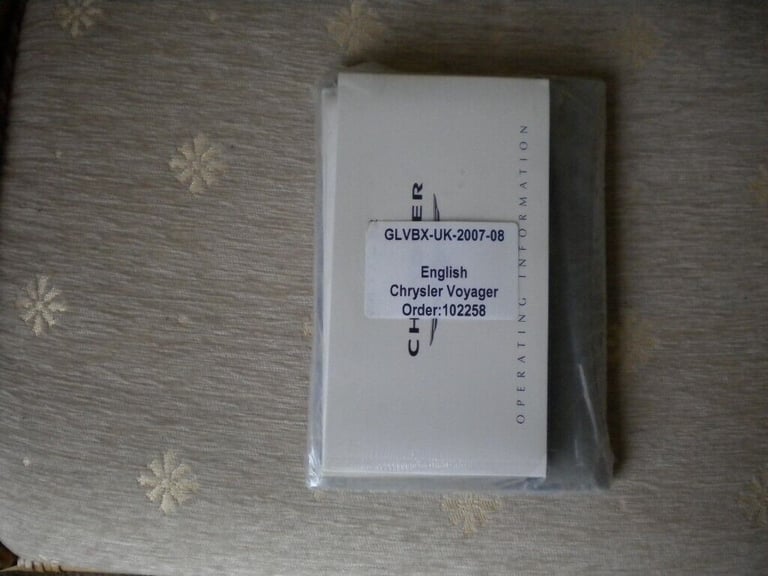 GLVBX-UK-2007-08
English
Chrysler Voyager
Order:102258
OPERATING INFORMATION